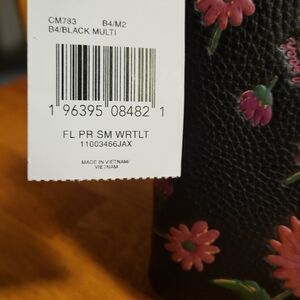 CM783 B4/M2
B4/BLACK MULTI
1 96395 08482 1
FL PR SM WRTLT
11003466JAX
MADE IN VIETNAM/
VIETNAM